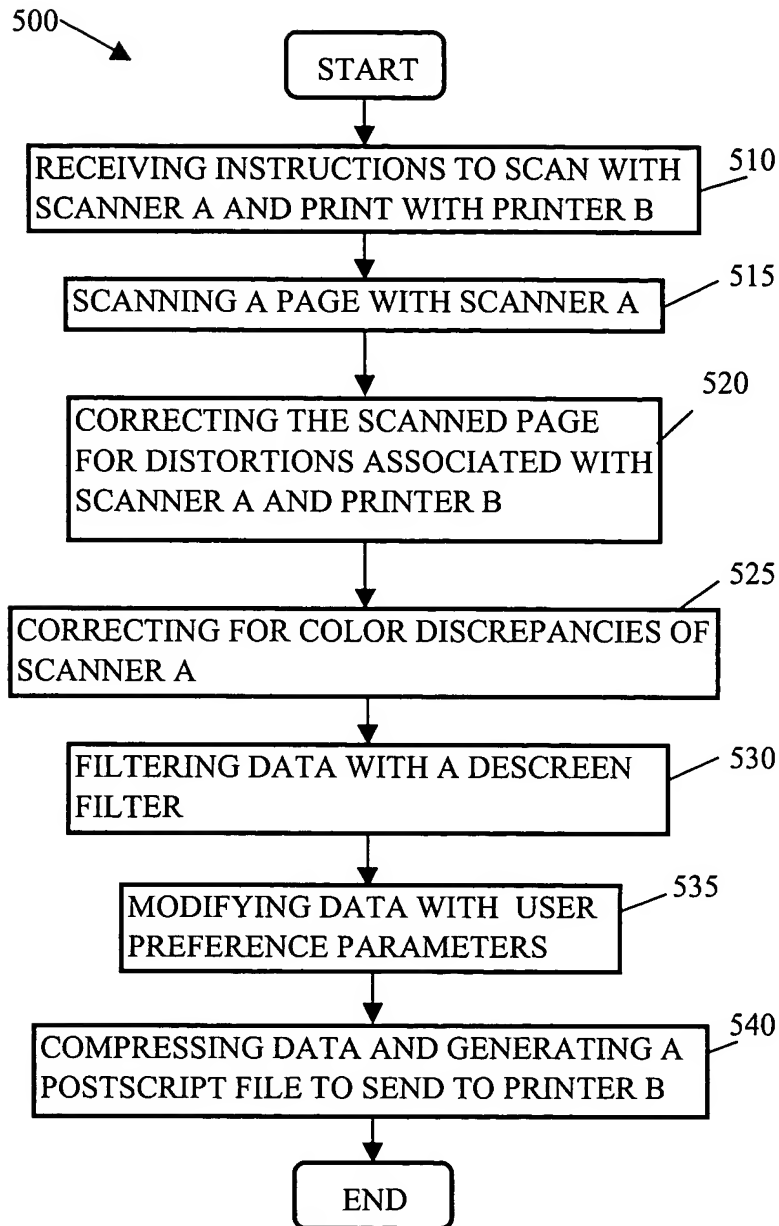 500
START
RECEIVING INSTRUCTIONS TO SCAN WITH
SCANNER A AND PRINT WITH PRINTER B
510
SCANNING A PAGE WITH SCANNER A
515
CORRECTING THE SCANNED PAGE
FOR DISTORTIONS ASSOCIATED WITH
SCANNER A AND PRINTER B
520
CORRECTING FOR COLOR DISCREPANCIES OF
SCANNER A
525
FILTERING DATA WITH A DESCREEN
FILTER
530
MODIFYING DATA WITH USER
PREFERENCE PARAMETERS
535
COMPRESSING DATA AND GENERATING A
POSTSCRIPT FILE TO SEND TO PRINTER B
540
END